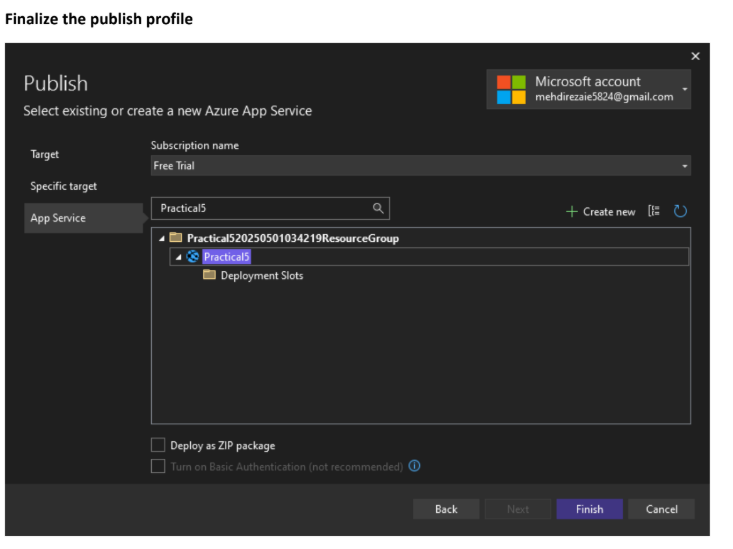 Finalize the publish profile
Publish
Select existing or create a new Azure App Service
Microsoft account
mehdirezaie5824@gmail.com
Target
Specific target
App Service
Subscription name
Free Trial
Practical5
Create new
Practical520250501034219ResourceGroup
Practical5
Deployment Slots
Deploy as ZIP package
Turn on Basic Authentication (not recommended)
Back
Next
Finish
Cancel